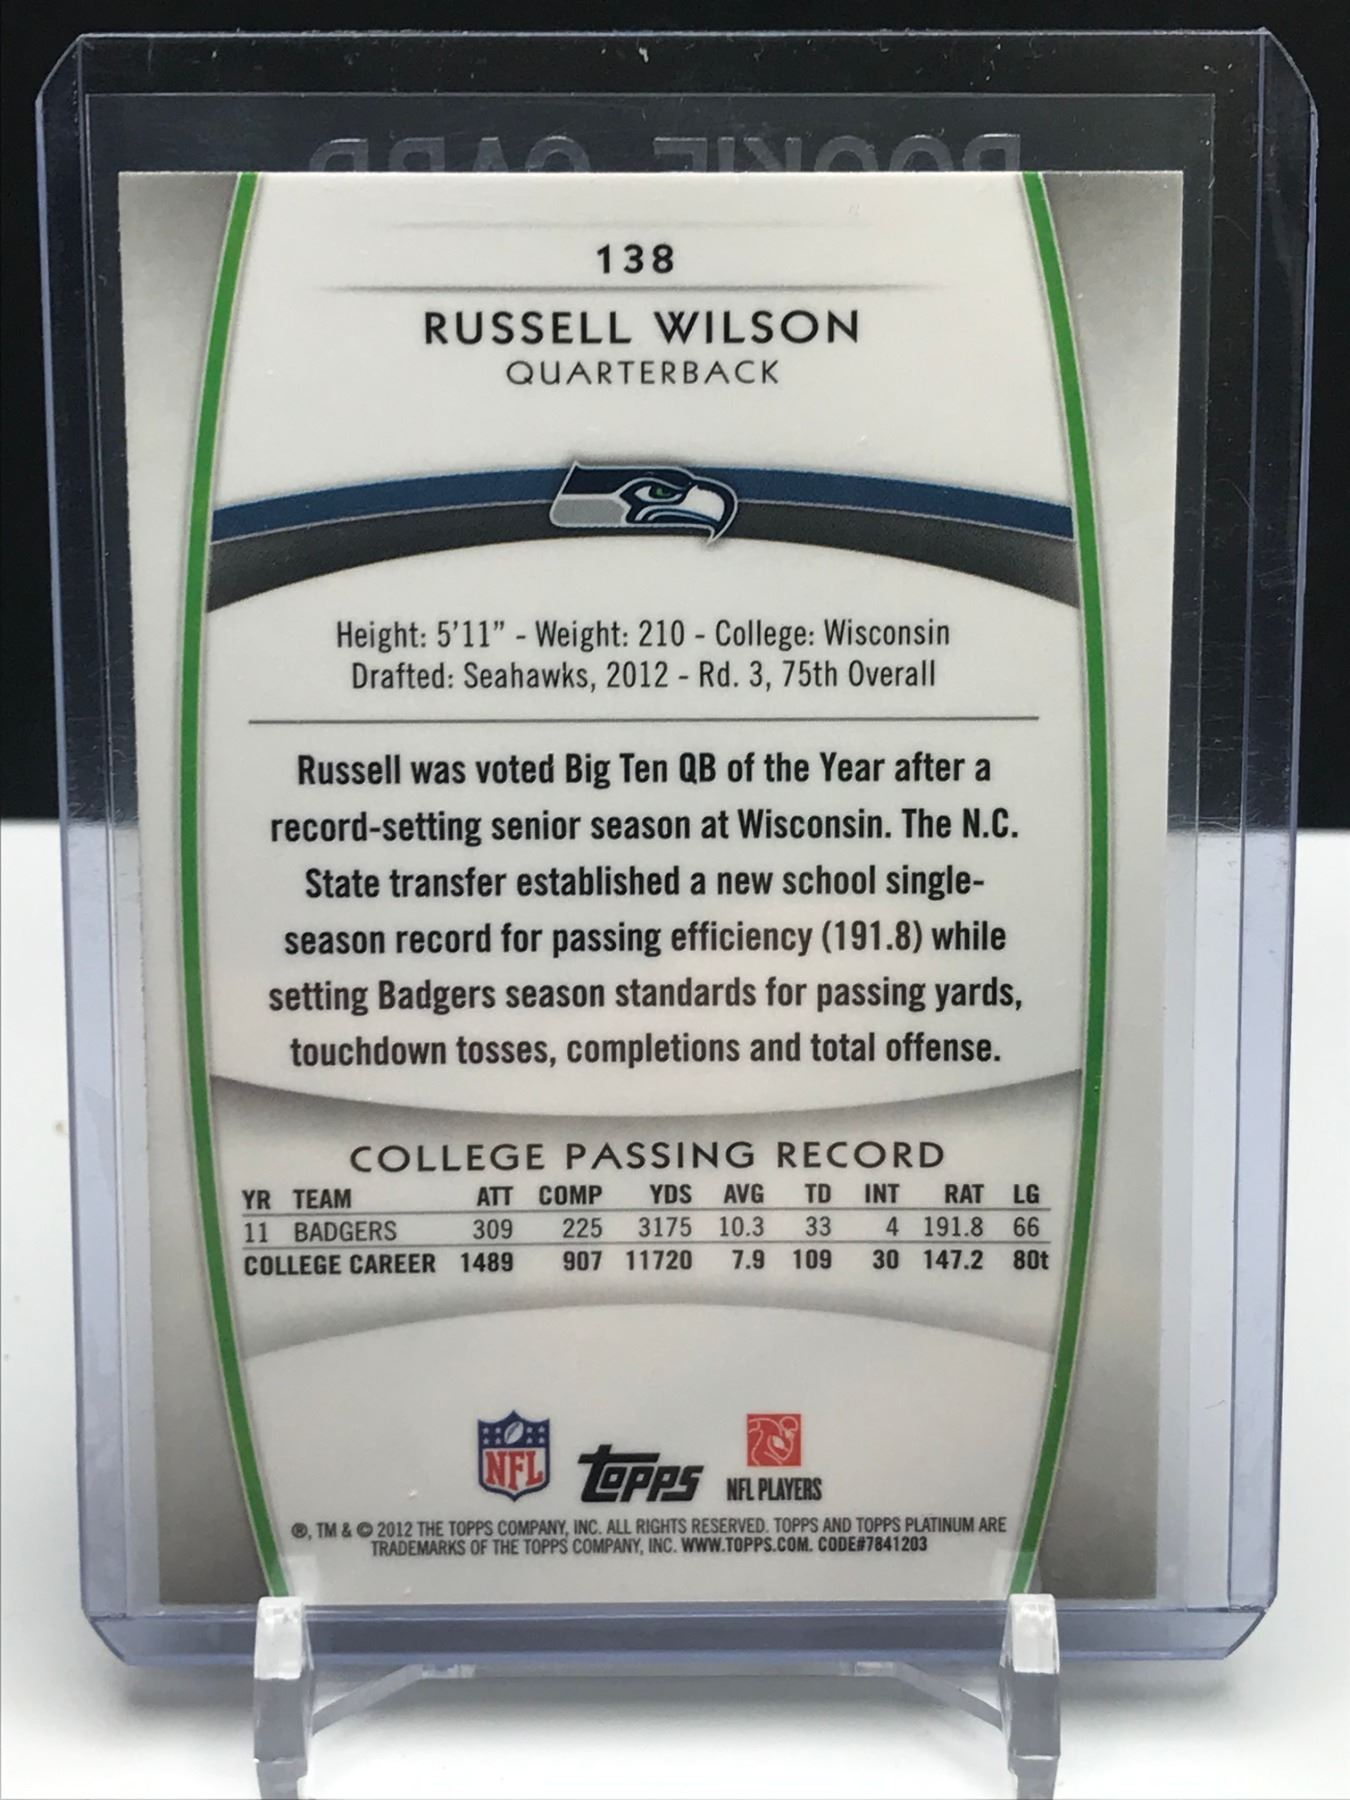 ROOKIE CARD
138
RUSSELL WILSON
QUARTERBACK
Height: 5'11" - Weight: 210 - College: Wisconsin
Drafted: Seahawks, 2012 - Rd. 3, 75th Overall
Russell was voted Big Ten QB of the Year after a
record-setting senior season at Wisconsin. The N.C.
State transfer established a new school single-
season record for passing efficiency (191.8) while
setting Badgers season standards for passing yards,
touchdown tosses, completions and total offense.
COLLEGE PASSING RECORD
YR TEAM ATT COMP YDS AVG TD INT RAT LG
11 BADGERS 309 225 3175 10.3 33 4 191.8 66
COLLEGE CAREER 1489 907 11720 7.9 109 30 147.2 80t
NFL topps NFL PLAYERS
®, TM & © 2012 THE TOPPS COMPANY, INC. ALL RIGHTS RESERVED. TOPPS AND TOPPS PLATINUM ARE
TRADEMARKS OF THE TOPPS COMPANY, INC. WWW.TOPPS.COM. CODE#7841203